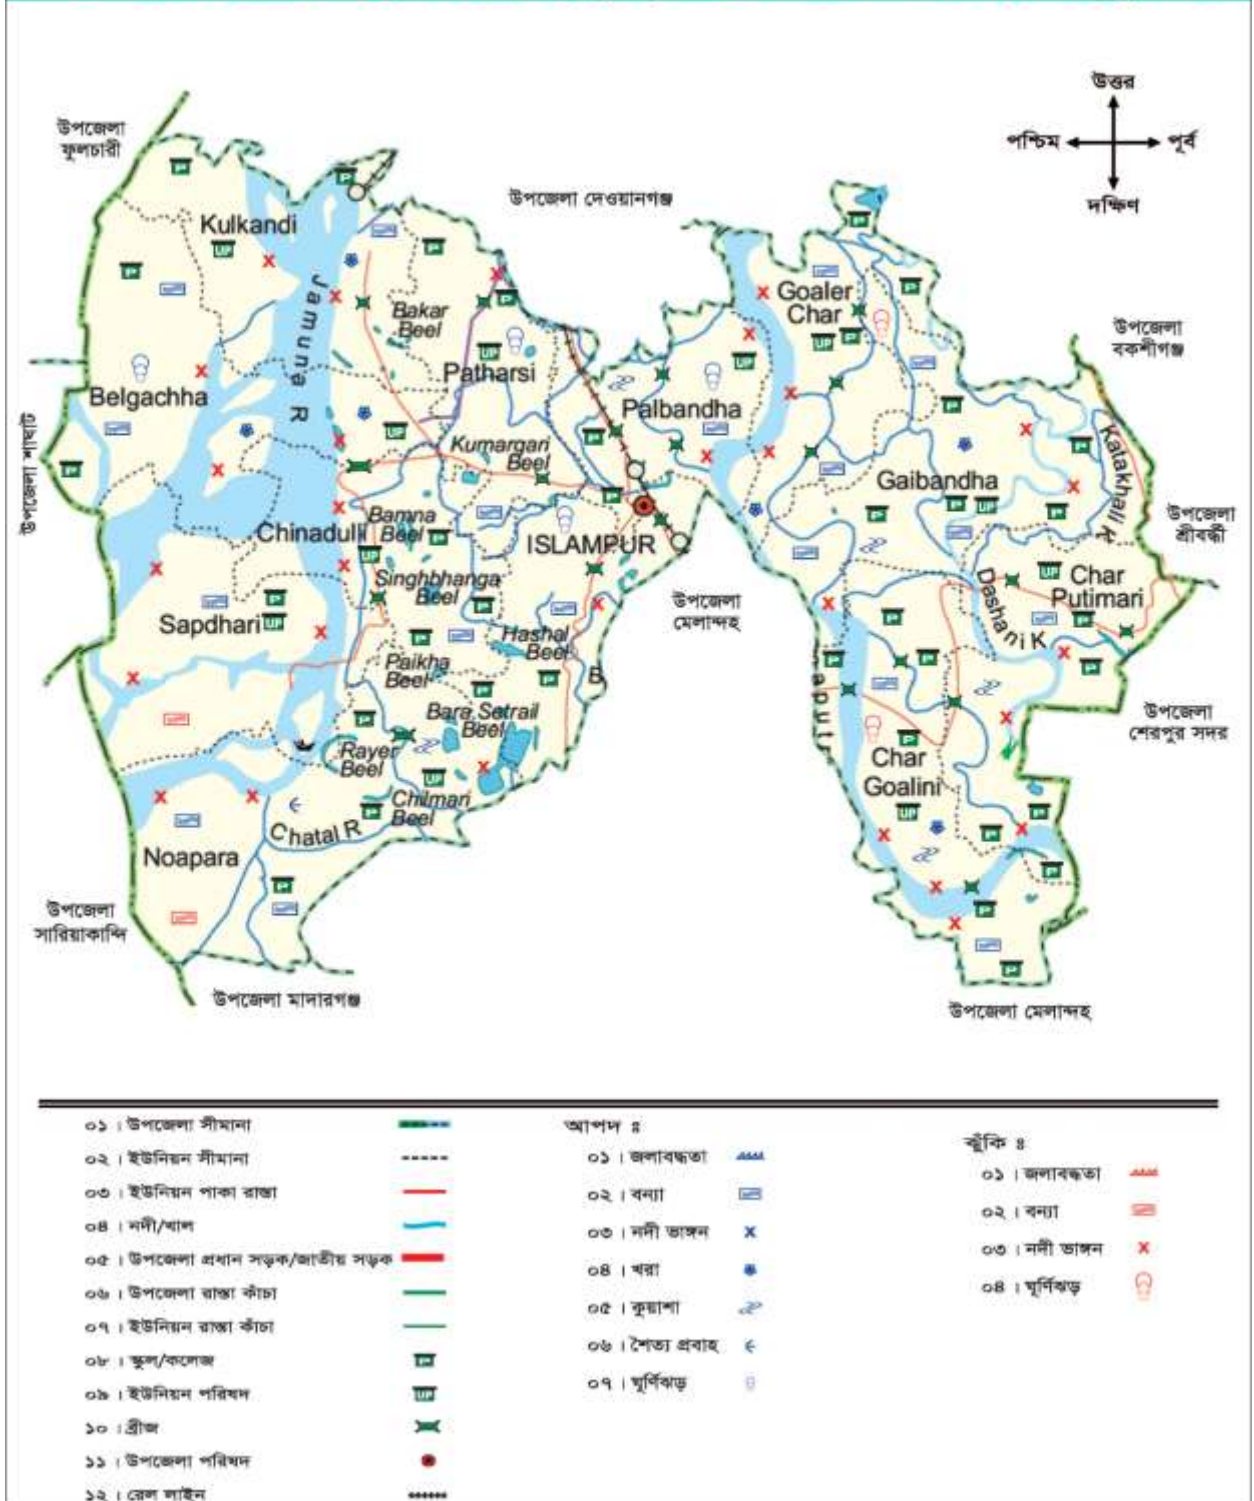 উত্তর
পশ্চিম
পূর্ব
দক্ষিণ
উপজেলা
ফুলচারী
উপজেলা দেওয়ানগঞ্জ
Kulkandi
Jamuna R
Goaler
Char
Bakar
Beel
উপজেলা
বকশীগঞ্জ
Patharsi
Belgachha
Palbandha
উপজেলা শাঘাটা
Kumargari
Beel
Katakhali K
Gaibandha
Chinadulli
Bamna
Beel
ISLAMPUR
উপজেলা
শ্রীবর্দ্ধী
Singhbhanga
Beel
Dashani K
Char
Putimari
উপজেলা
মেলান্দহ
Sapdhari
Hashal
Beel
Paikha
Beel
B
aputr
Bara Satrail
Beel
উপজেলা
শেরপুর সদর
Rayer
Beel
Char
Goalini
Chilmari
Beel
Chatal R
Noapara
উপজেলা
সারিয়াকান্দি
উপজেলা মাদারগঞ্জ
উপজেলা মেলান্দহ
০১ । উপজেলা সীমানা
০২ । ইউনিয়ন সীমানা
০৩ । ইউনিয়ন পাকা রাস্তা
০৪ । নদী/খাল
০৫ । উপজেলা প্রধান সড়ক/জাতীয় সড়ক
০৬ । উপজেলা রাস্তা কাঁচা
০৭ । ইউনিয়ন রাস্তা কাঁচা
০৮ । স্কুল/কলেজ
০৯ । ইউনিয়ন পরিষদ
১০ । ব্রীজ
১১ । উপজেলা পরিষদ
১২ । রেল লাইন
আপদ ঃ
০১ । জলাবদ্ধতা
০২ । বন্যা
০৩ । নদী ভাঙ্গন
০৪ । খরা
০৫ । কুয়াশা
০৬ । শৈত্য প্রবাহ
০৭ । ঘূর্ণিঝড়
ঝুঁকি ঃ
০১ । জলাবদ্ধতা
০২ । বন্যা
০৩ । নদী ভাঙ্গন
০৪ । ঘূর্ণিঝড়